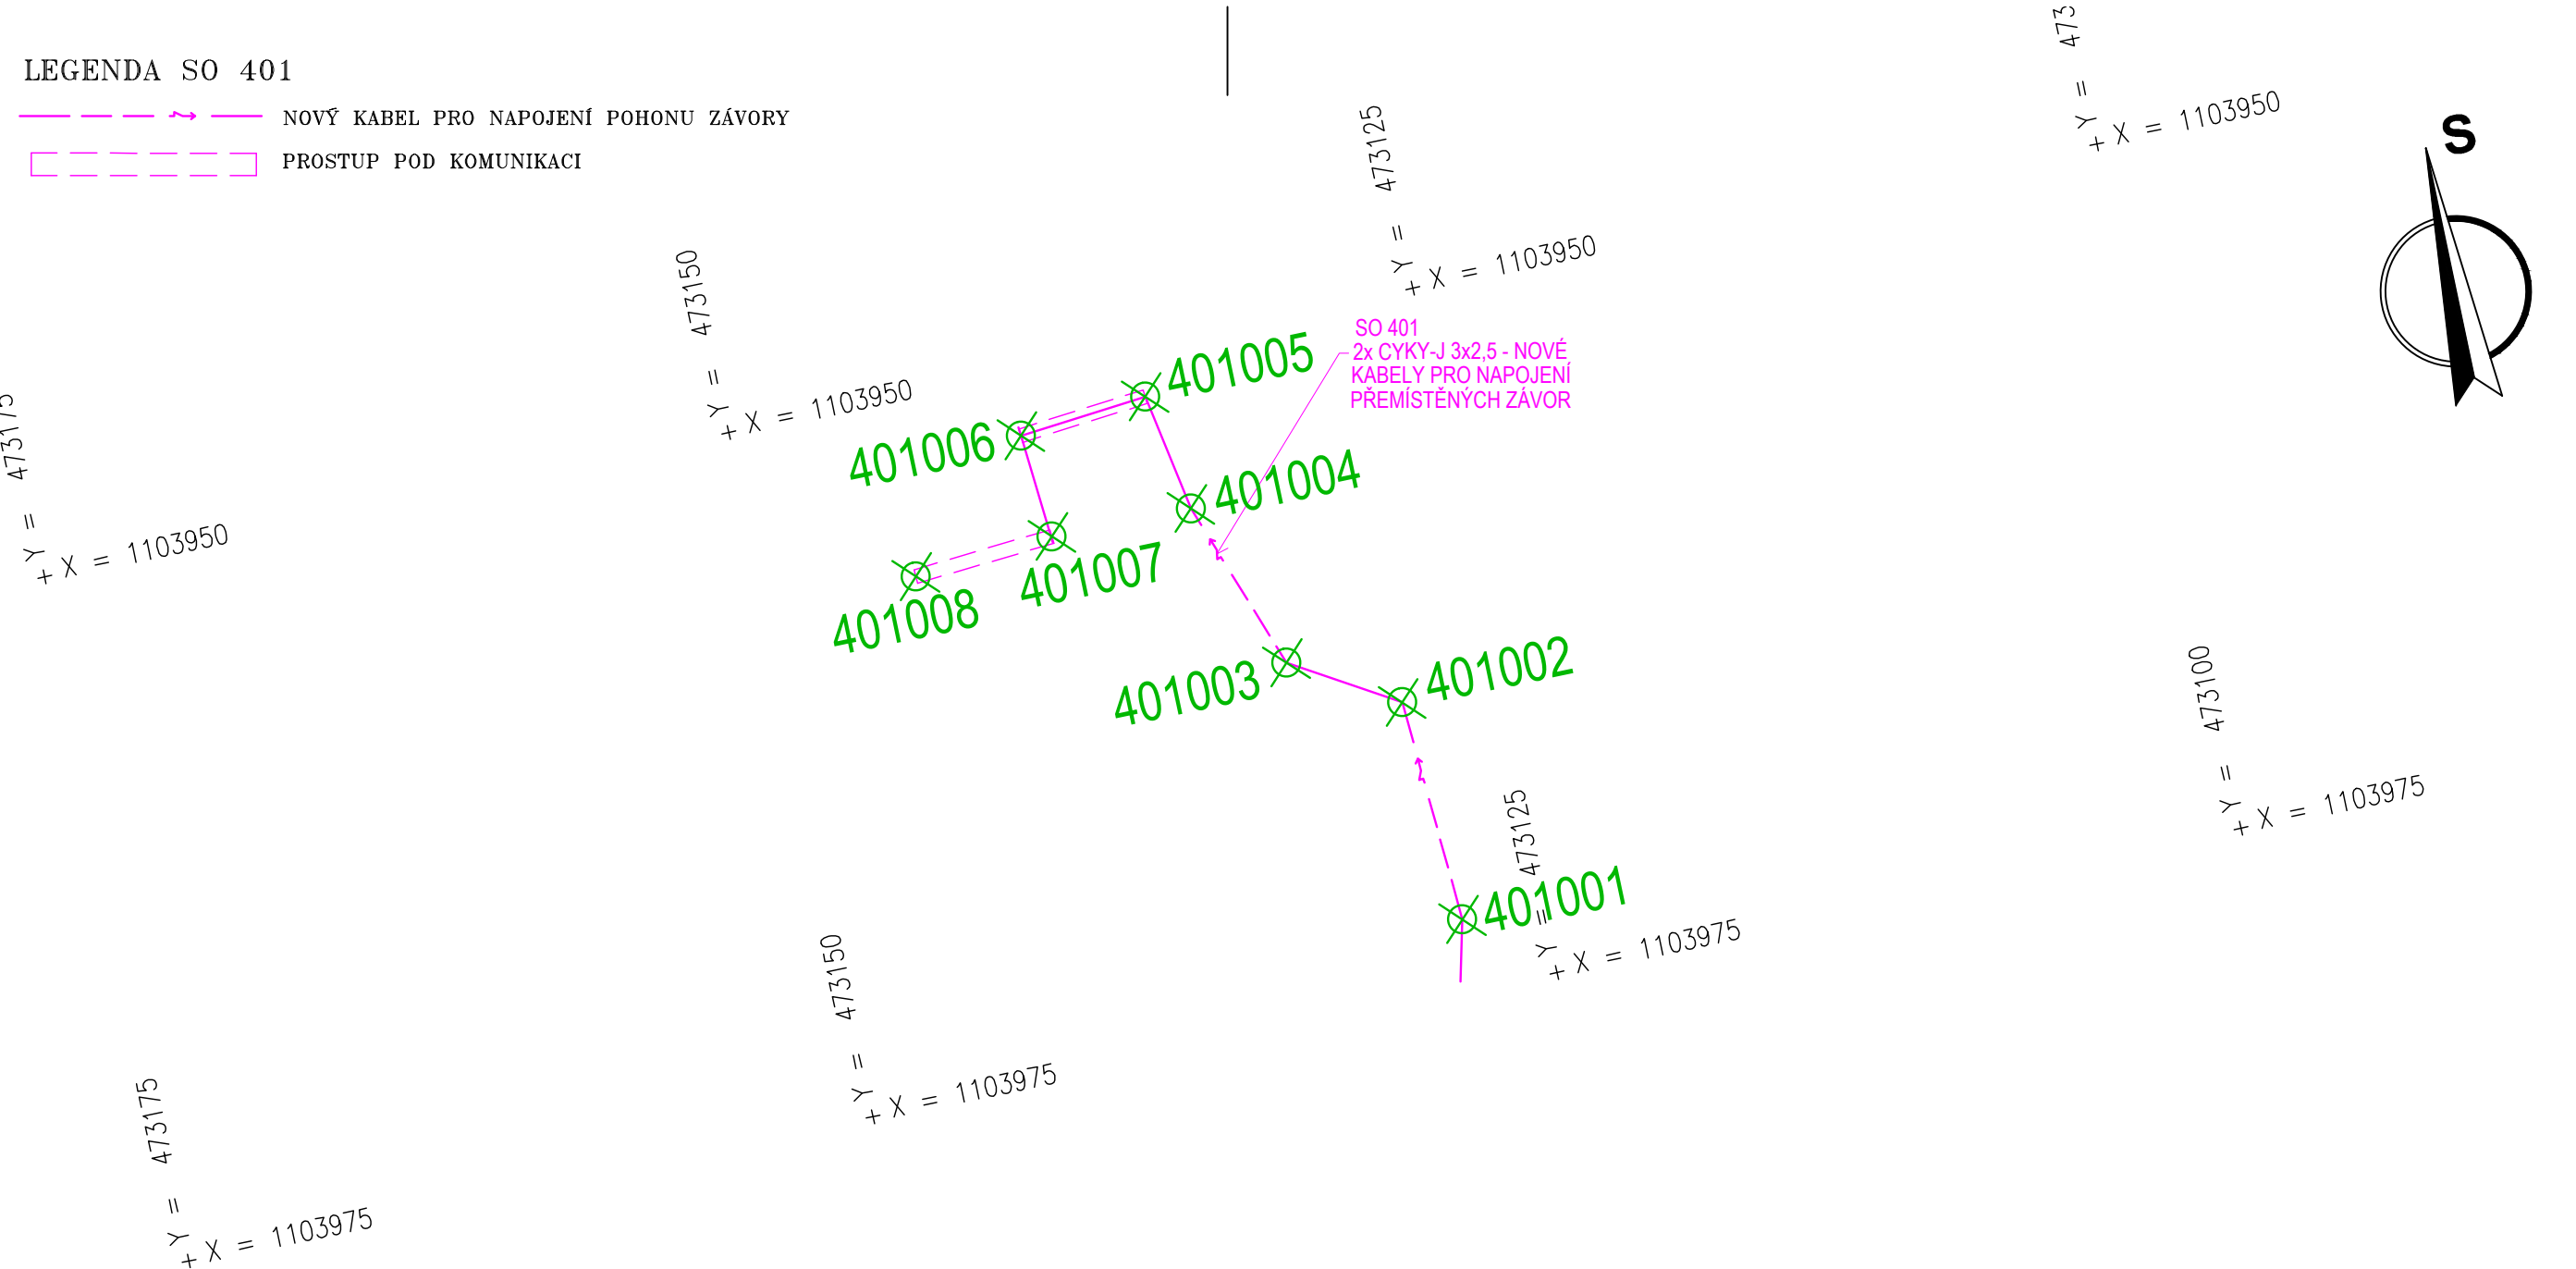 LEGENDA SO 401
NOVÝ KABEL PRO NAPOJENÍ POHONU ZÁVORY
PROSTUP POD KOMUNIKACI
S
Y = 473
X = 1103950
Y = 473125
X = 1103950
Y = 473150
X = 1103950
Y = 473175
X = 1103950
SO 401
2x CYKY-J 3x2,5 - NOVÉ
KABELY PRO NAPOJENÍ
PŘEMÍSTĚNÝCH ZÁVOR
401005
401006
401004
401007
401008
401003
401002
401001
Y = 473100
X = 1103975
Y = 473125
X = 1103975
Y = 473150
X = 1103975
Y = 473175
X = 1103975